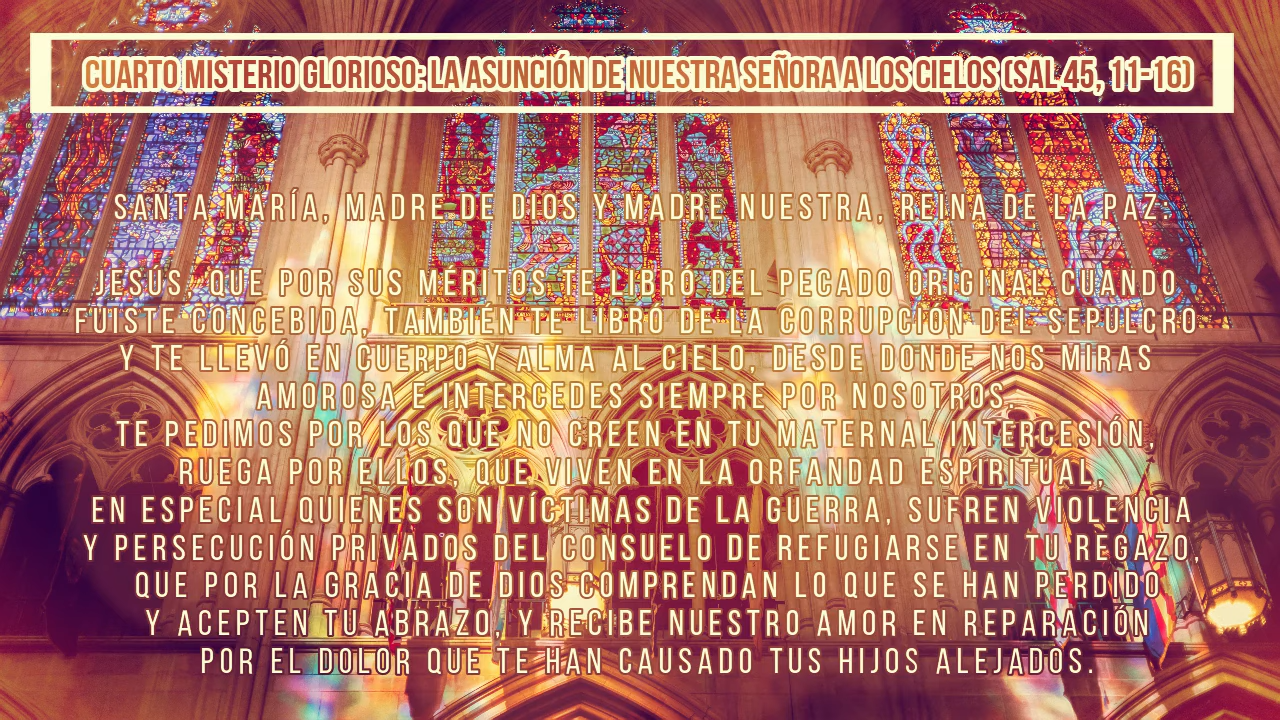 CUARTO MISTERIO GLORIOSO: LA ASUNCIÓN DE NUESTRA SEÑORA A LOS CIELOS (SAL 45, 11-16)
SANTA MARÍA, MADRE DE DIOS Y MADRE NUESTRA, REINA DE LA PAZ.
JESÚS, QUE POR SUS MÉRITOS TE LIBRÓ DEL PECADO ORIGINAL CUANDO
FUISTE CONCEBIDA, TAMBIÉN TE LIBRÓ DE LA CORRUPCIÓN DEL SEPULCRO
Y TE LLEVÓ EN CUERPO Y ALMA AL CIELO, DESDE DONDE NOS MIRAS
AMOROSA E INTERCEDES SIEMPRE POR NOSOTROS.
TE PEDIMOS POR LOS QUE NO CREEN EN TU MATERNAL INTERCESIÓN,
RUEGA POR ELLOS, QUE VIVEN EN LA ORFANDAD ESPIRITUAL,
EN ESPECIAL QUIENES SON VÍCTIMAS DE LA GUERRA, SUFREN VIOLENCIA
Y PERSECUCIÓN PRIVADOS DEL CONSUELO DE REFUGIARSE EN TU REGAZO,
QUE POR LA GRACIA DE DIOS COMPRENDAN LO QUE SE HAN PERDIDO
Y ACEPTEN TU ABRAZO, Y RECIBE NUESTRO AMOR EN REPARACIÓN
POR EL DOLOR QUE TE HAN CAUSADO TUS HIJOS ALEJADOS.